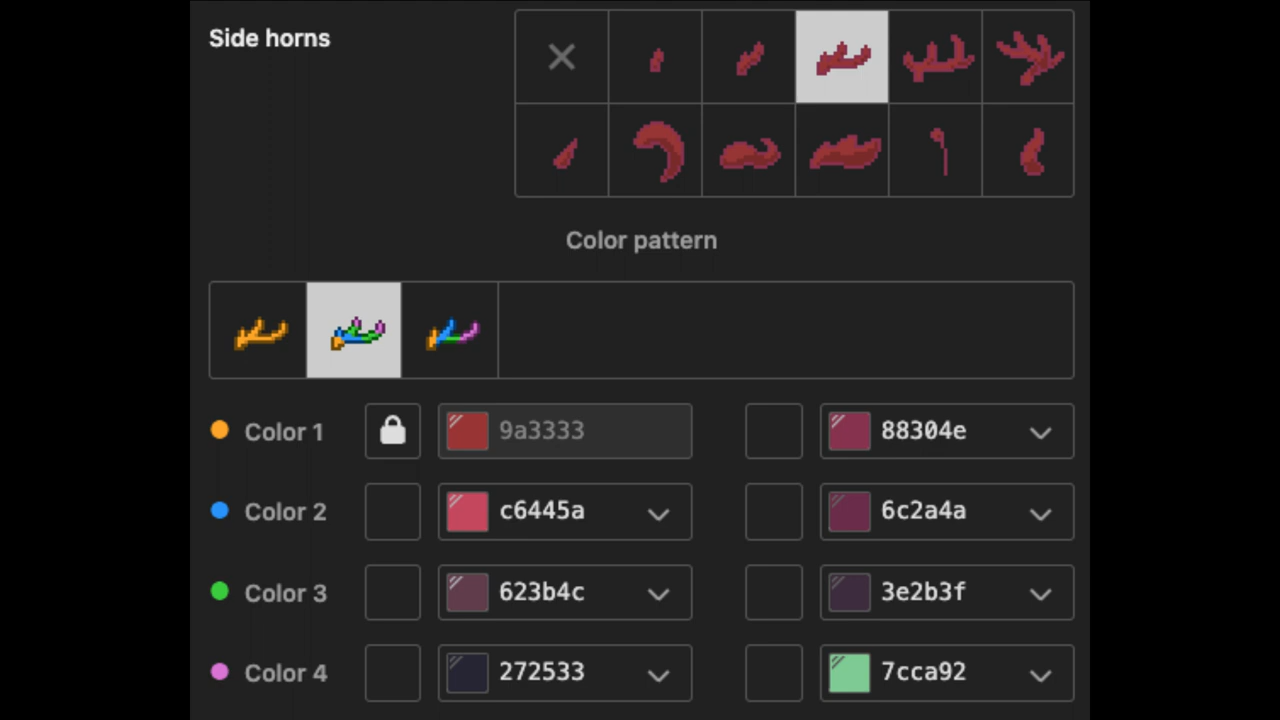 Side horns
Color pattern
Color 1 9a3333 88304e
Color 2 c6445a 6c2a4a
Color 3 623b4c 3e2b3f
Color 4 272533 7cca92